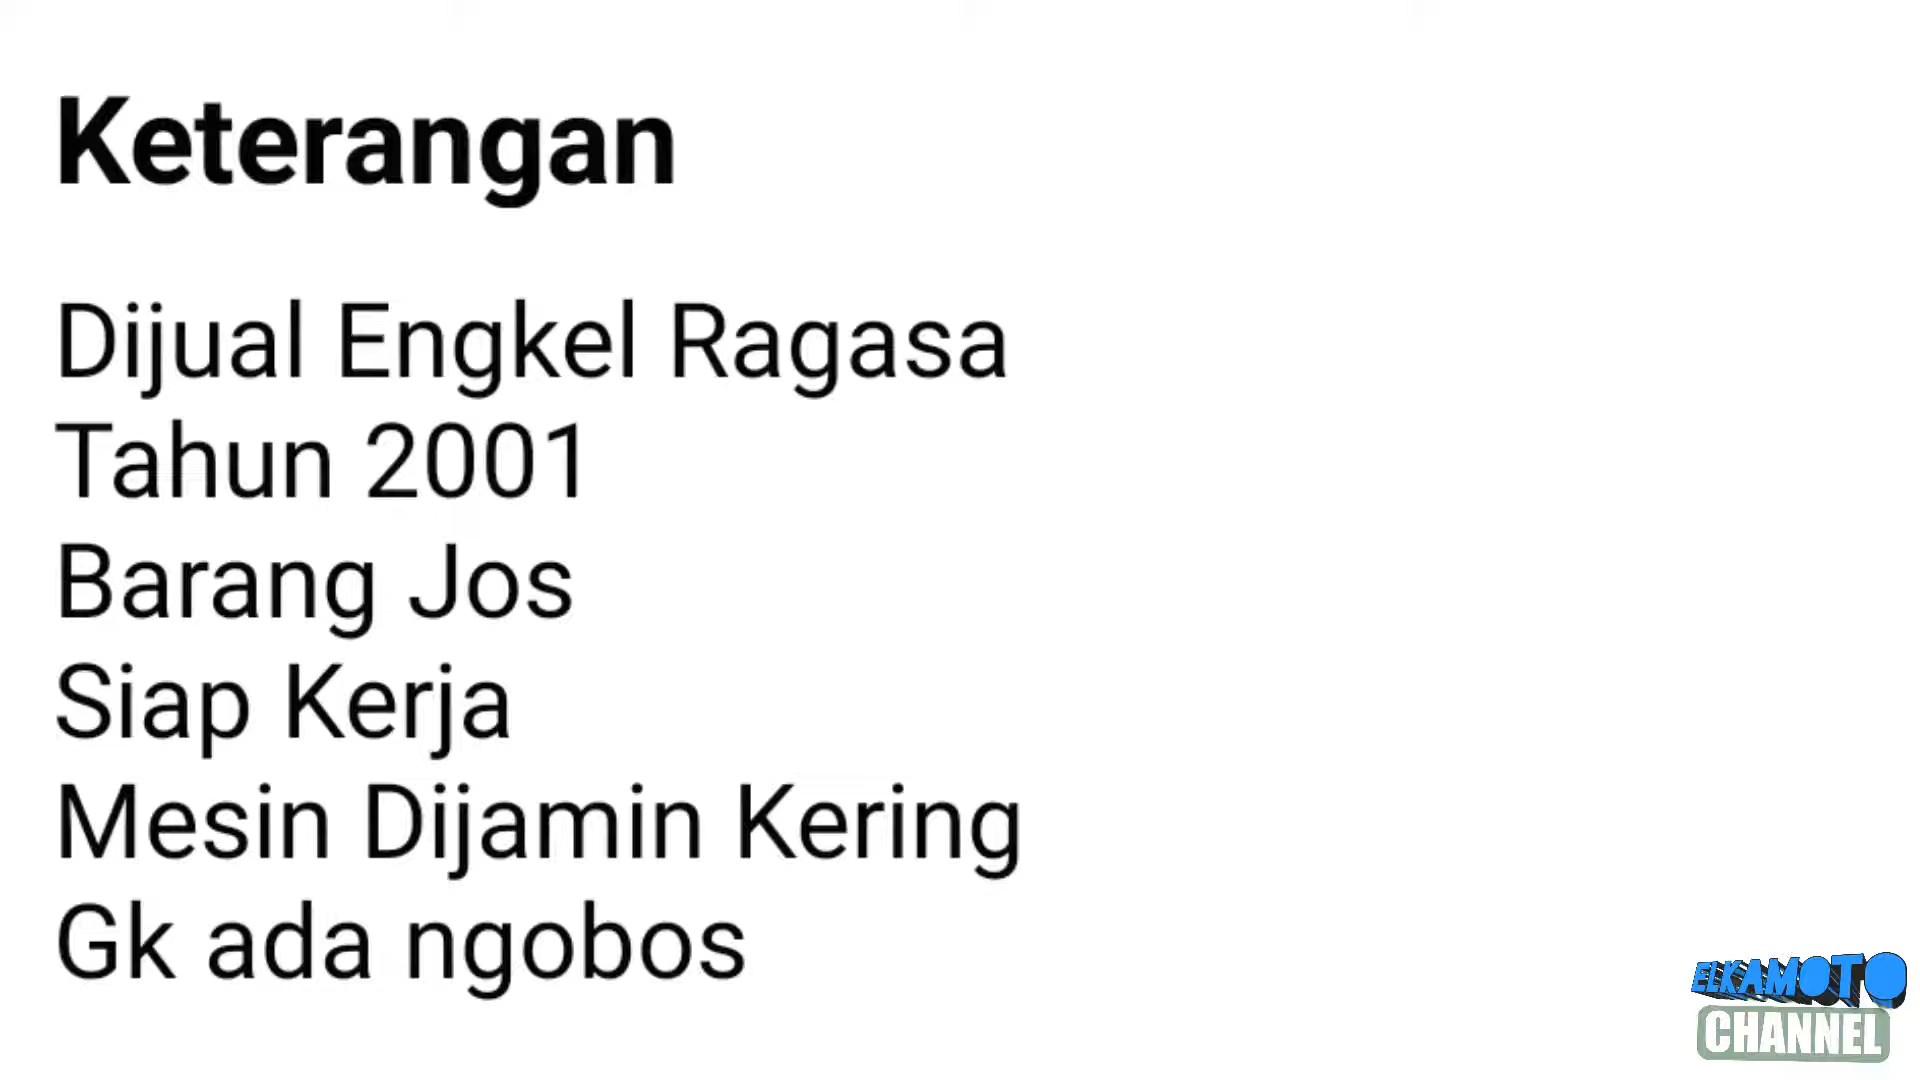 Keterangan
Dijual Engkel Ragasa
Tahun 2001
Barang Jos
Siap Kerja
Mesin Dijamin Kering
Gk ada ngobos
ELKAMOTO
CHANNEL